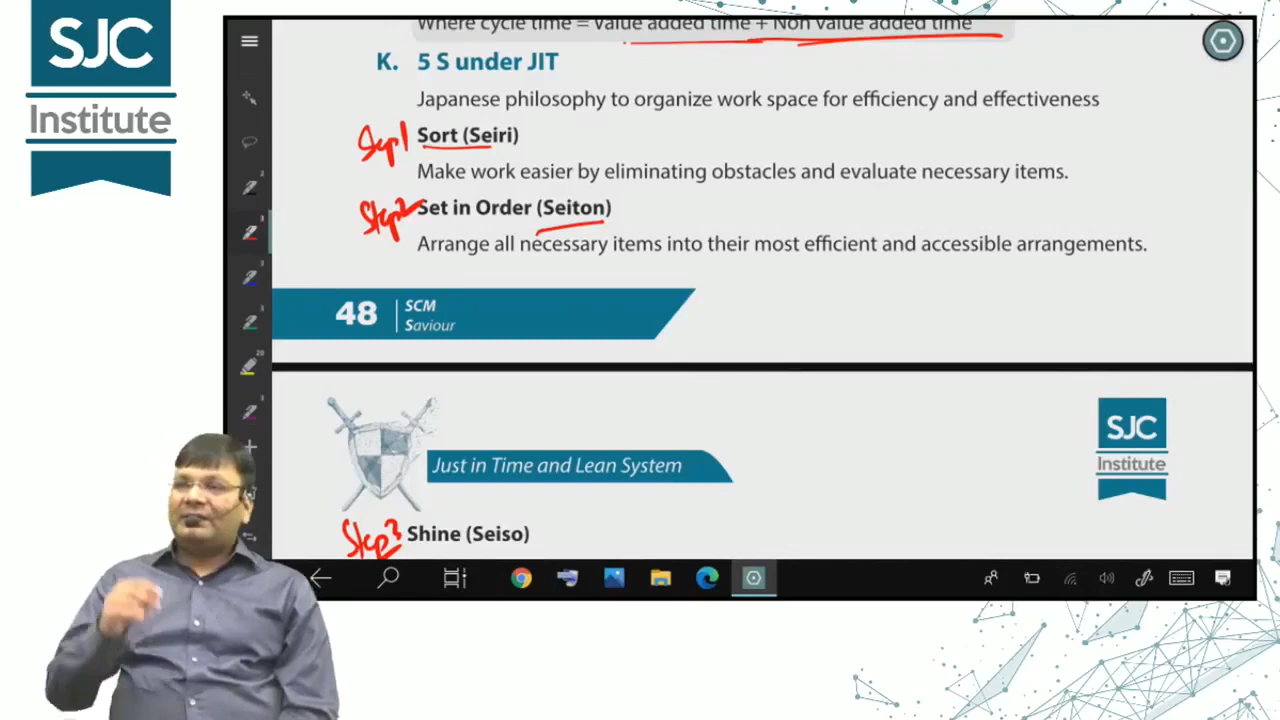 SJC
Institute
Where cycle time = Value added time + Non value added time
K. 5 S under JIT
Japanese philosophy to organize work space for efficiency and effectiveness
Step1 Sort (Seiri)
Make work easier by eliminating obstacles and evaluate necessary items.
Step2 Set in Order (Seiton)
Arrange all necessary items into their most efficient and accessible arrangements.
48 SCM
Saviour
SJC
Institute
Just in Time and Lean System
Step3 Shine (Seiso)